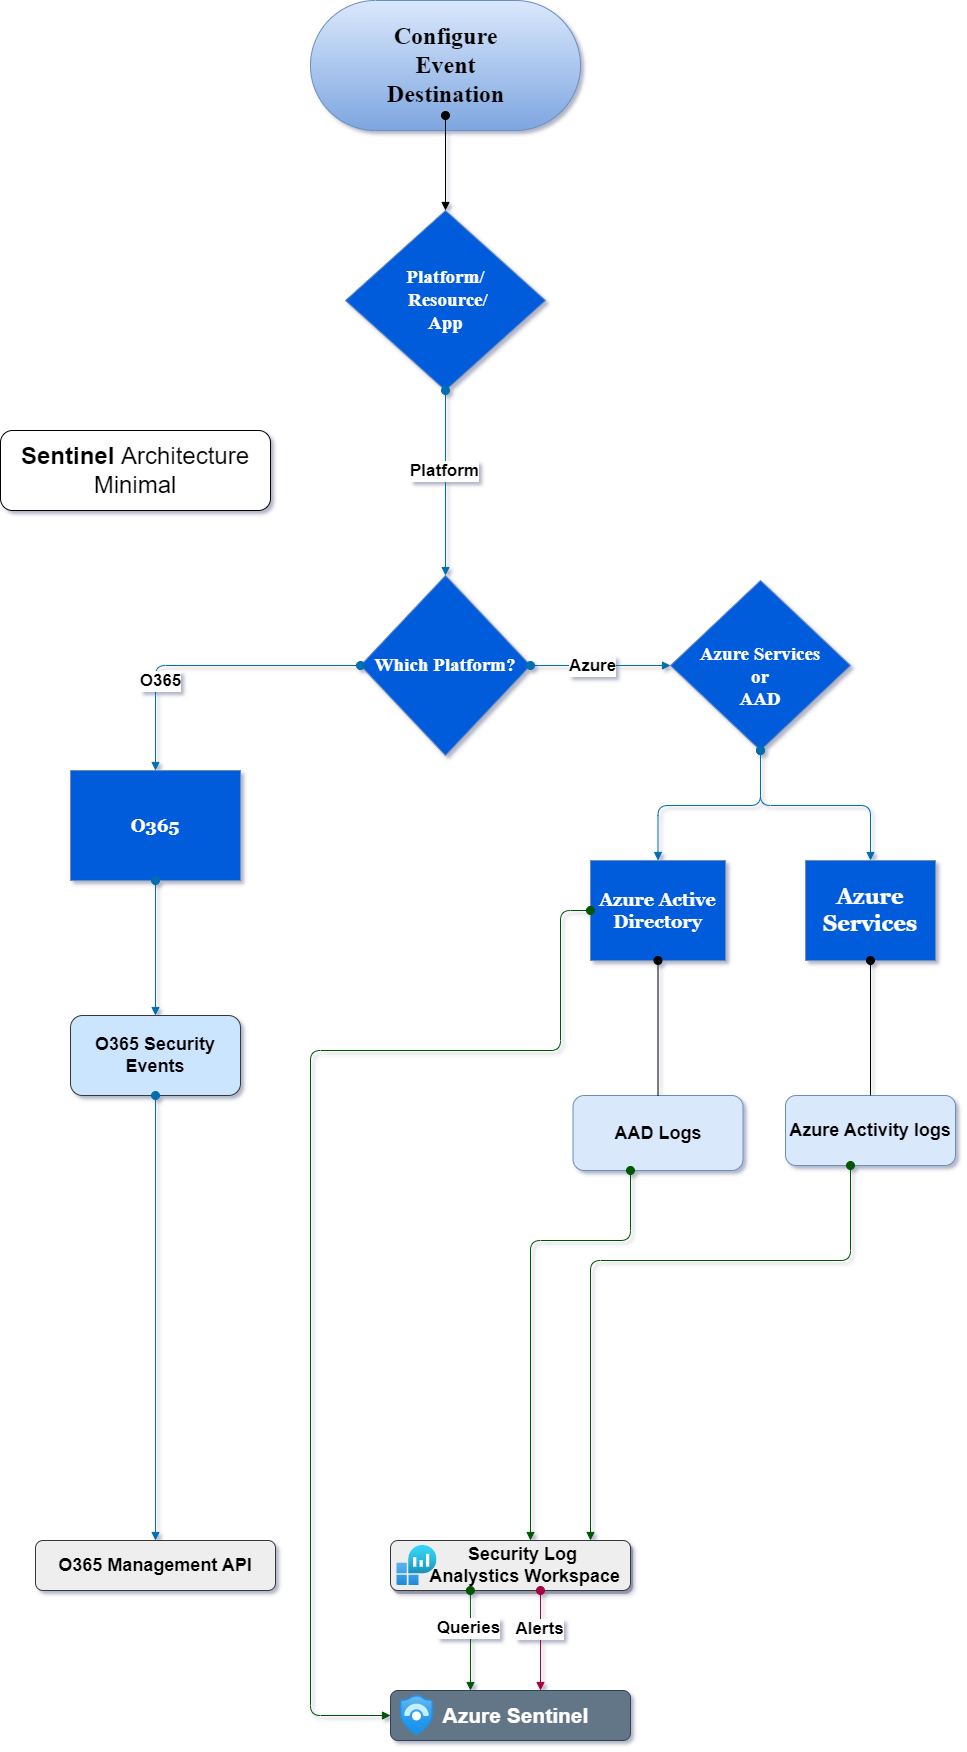 Configure
Event
Destination
Platform/
Resource/
App
Platform
Sentinel Architecture
Minimal
Which Platform?
O365
Azure
Azure Services
or
AAD
O365
Azure Active
Directory
Azure
Services
O365 Security
Events
AAD Logs
Azure Activity logs
O365 Management API
Security Log
Analystics Workspace
Queries
Alerts
Azure Sentinel